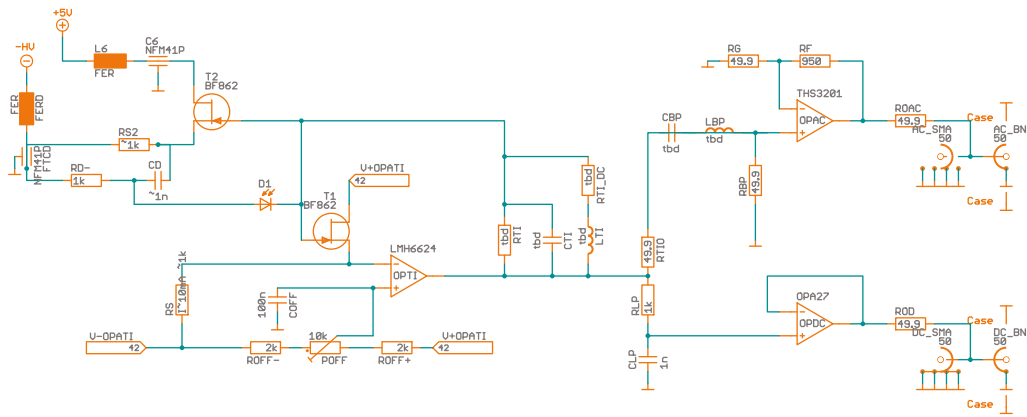 +5V
-HV
L6
FER
C6
NFM41P
T2
BF862
FER
FERD
RS2
~1k
NFM41P
FTCD
RD-
1k
CD
~1n
D1
T1
BF862
V+OPATI
42
LMH6624
OPTI
RS
I~10mA ~1k
100n
COFF
V-OPATI
42
2k
ROFF-
10k
POFF
2k
ROFF+
V+OPATI
42
tbd
RTI
tbd
CTI
tbd
RTI_DC
tbd
LTI
49.9
RTIO
RLP
1k
CLP
1n
CBP
tbd
LBP
tbd
RBP
49.9
RG
49.9
RF
950
THS3201
OPAC
ROAC
49.9
Case
AC_SMA
50
AC_BN
50
Case
OPA27
OPDC
ROD
49.9
Case
DC_SMA
50
DC_BN
50
Case